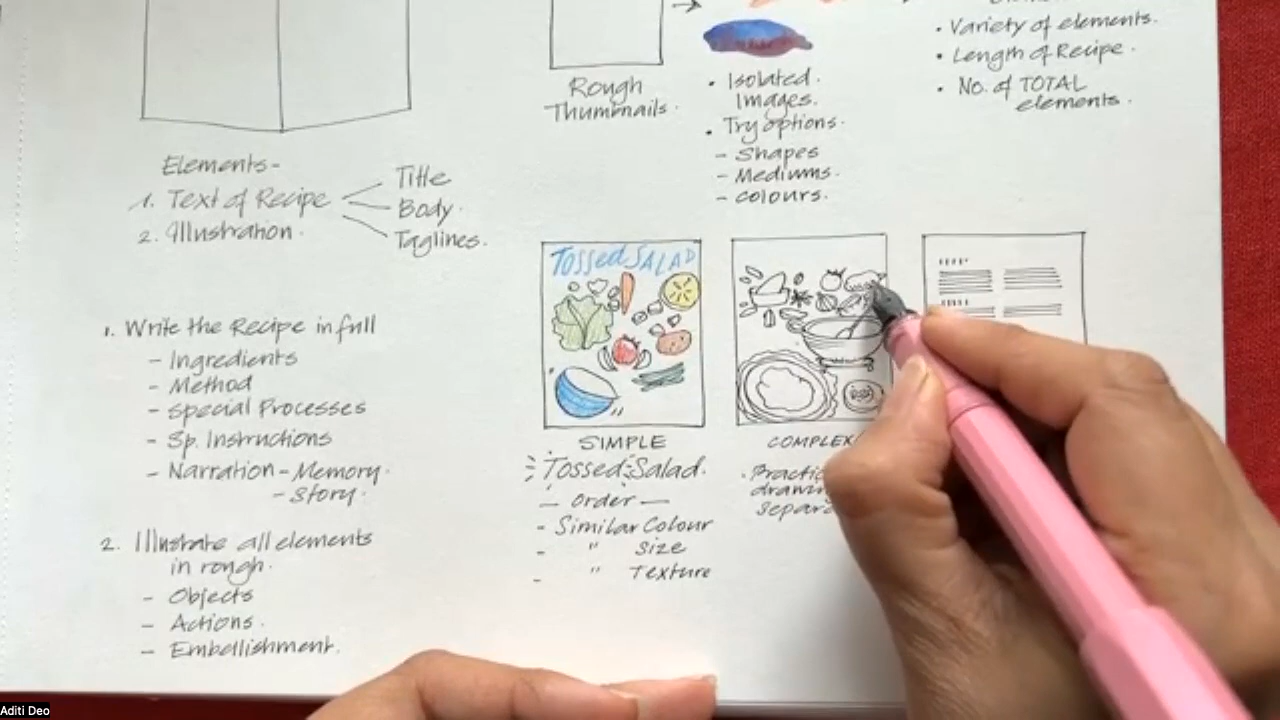 Elements-
1. Text of Recipe
2. Illustration.
Title
Body.
Taglines.
1. Write the Recipe in full
- Ingredients
- Method
- Special Processes
- Sp. Instructions
- Narration - Memory.
- Story.
2. Illustrate all elements
in rough.
- Objects
- Actions.
- Embellishment.
Rough
Thumbnails.
• Isolated.
Images.
• Try options.
- Shapes
- Mediums.
- colours.
• Variety of elements.
• Length of Recipe.
• No. of TOTAL
elements.
Tossed SALAD
SIMPLE
Tossed Salad.
- Order -
- Similar Colour
- " Size
- " Texture
COMPLEX
Aditi Deo